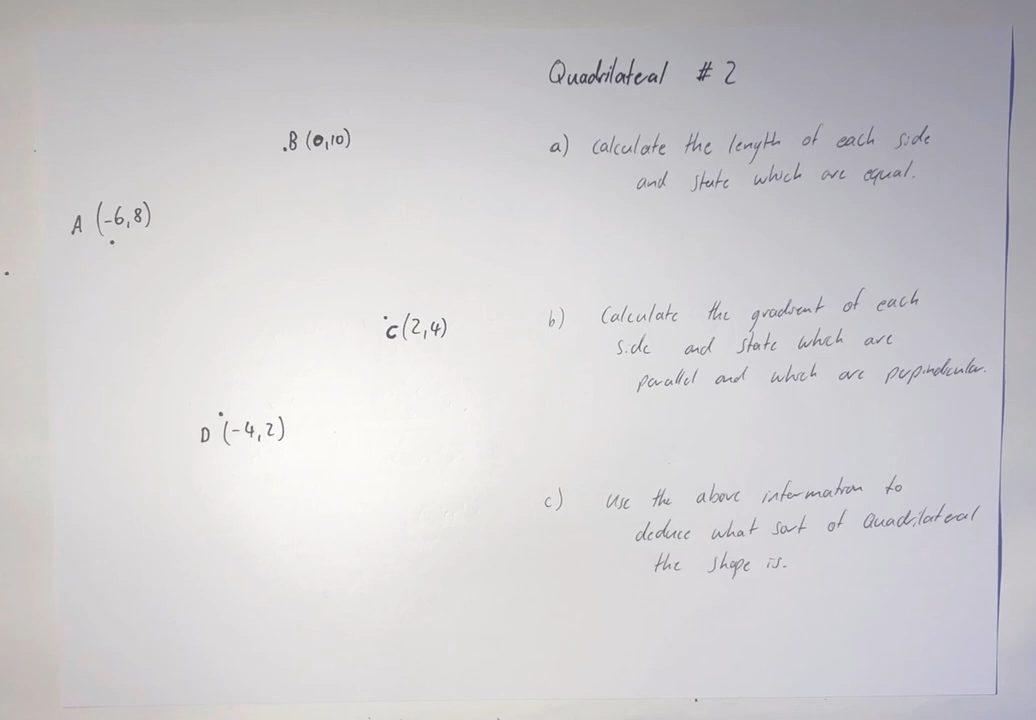 Quadrilateral # 2
.B (0,10)
a) Calculate the length of each side
and state which are equal.
A (-6,8)
C (2,4)
b) Calculate the gradient of each
side and state which are
parallel and which are pepindicular.
D (-4,2)
c) Use the above information to
deduce what sort of Quadrilateral
the shape is.